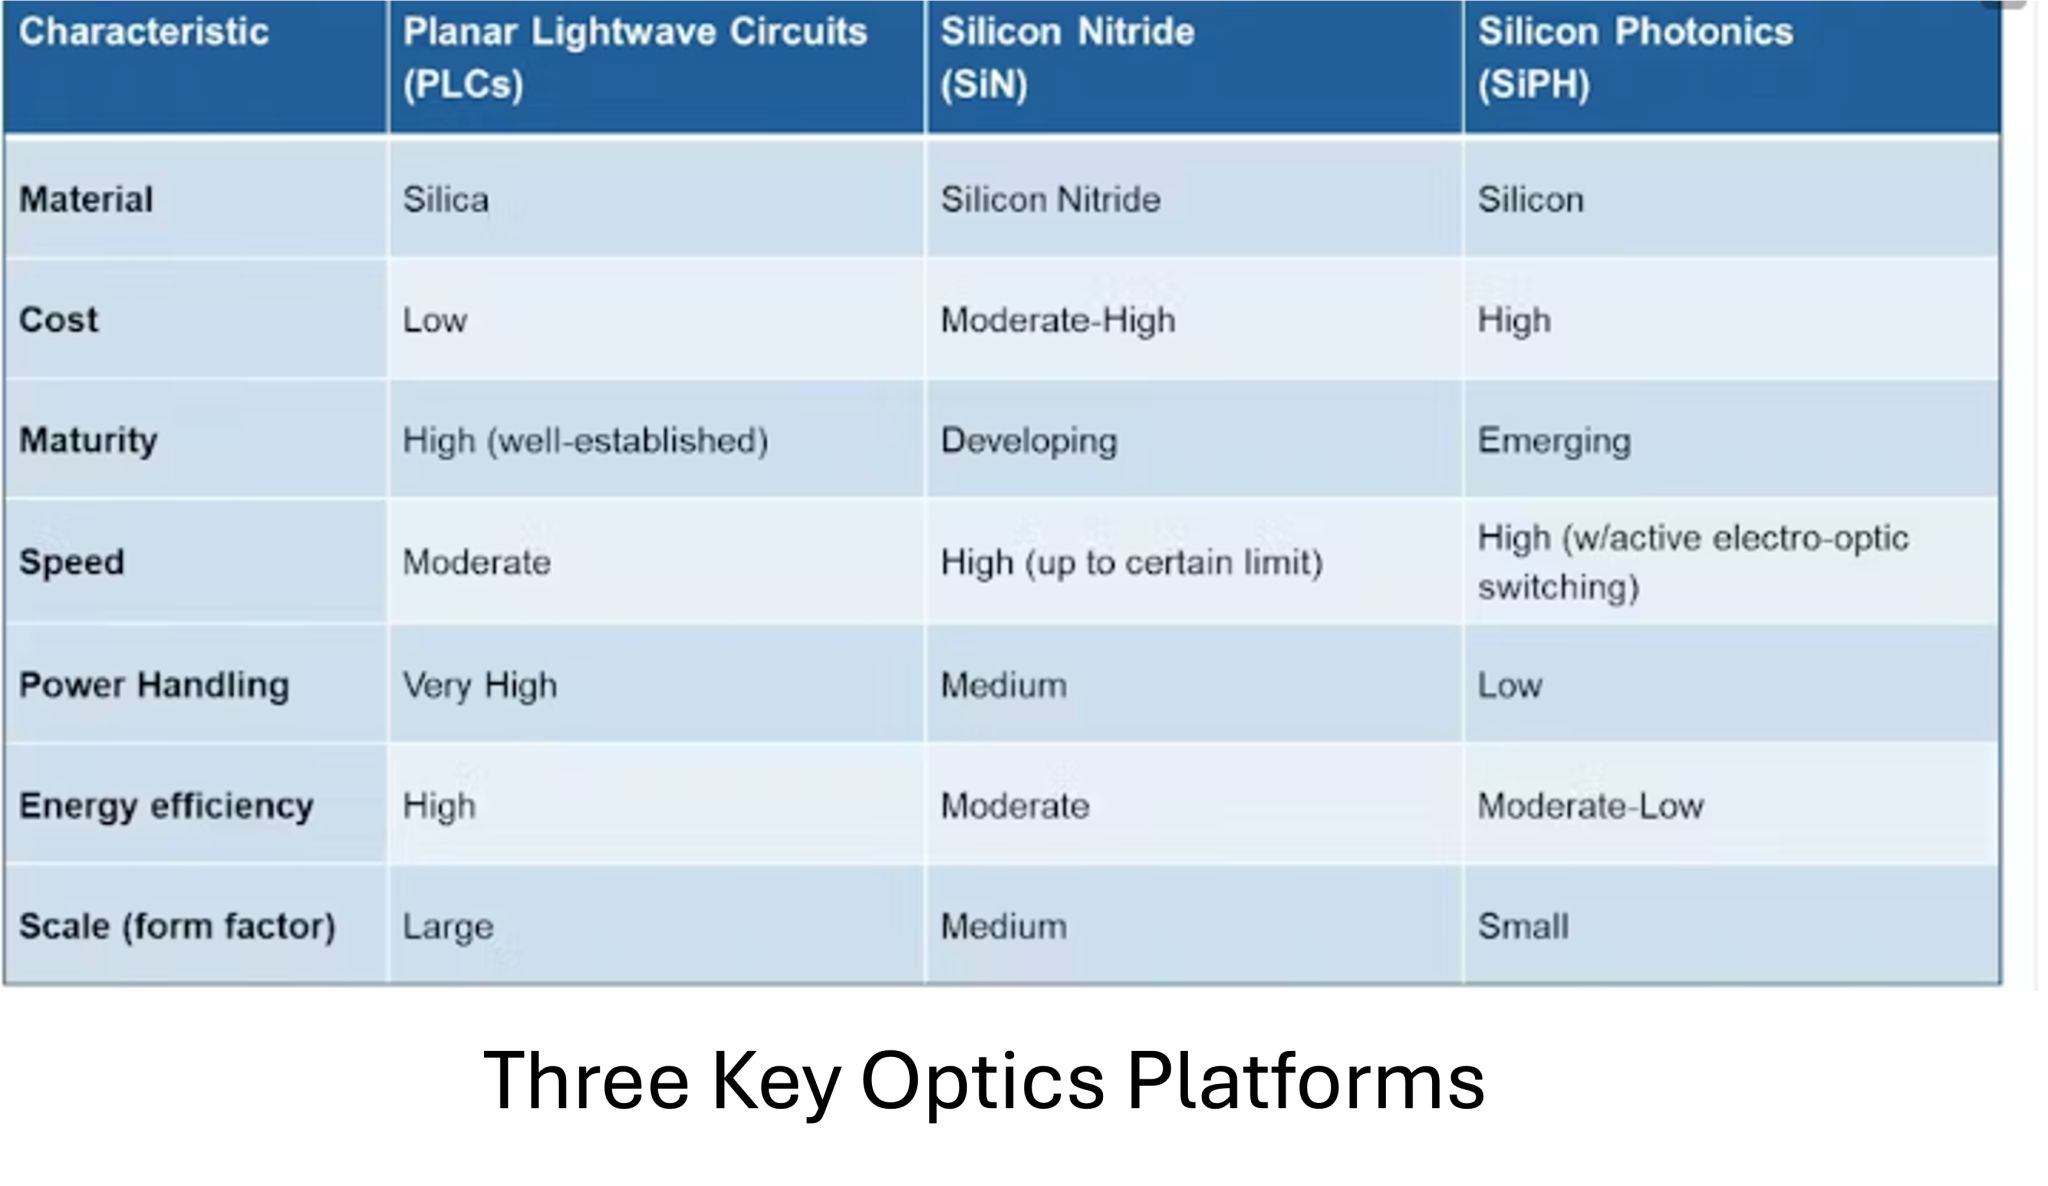 Characteristic Planar Lightwave Circuits (PLCs) Silicon Nitride (SiN) Silicon Photonics (SiPH)
Material Silica Silicon Nitride Silicon
Cost Low Moderate-High High
Maturity High (well-established) Developing Emerging
Speed Moderate High (up to certain limit) High (w/active electro-optic switching)
Power Handling Very High Medium Low
Energy efficiency High Moderate Moderate-Low
Scale (form factor) Large Medium Small
Three Key Optics Platforms